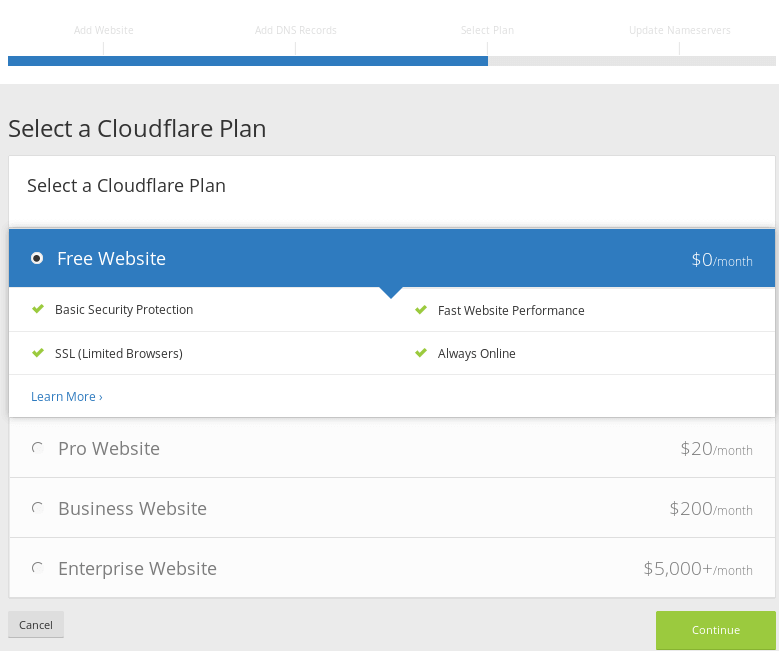 Add Website
Add DNS Records
Select Plan
Update Nameservers
Select a Cloudflare Plan
Select a Cloudflare Plan
Free Website $0/month
Basic Security Protection
Fast Website Performance
SSL (Limited Browsers)
Always Online
Learn More ›
Pro Website $20/month
Business Website $200/month
Enterprise Website $5,000+/month
Cancel
Continue